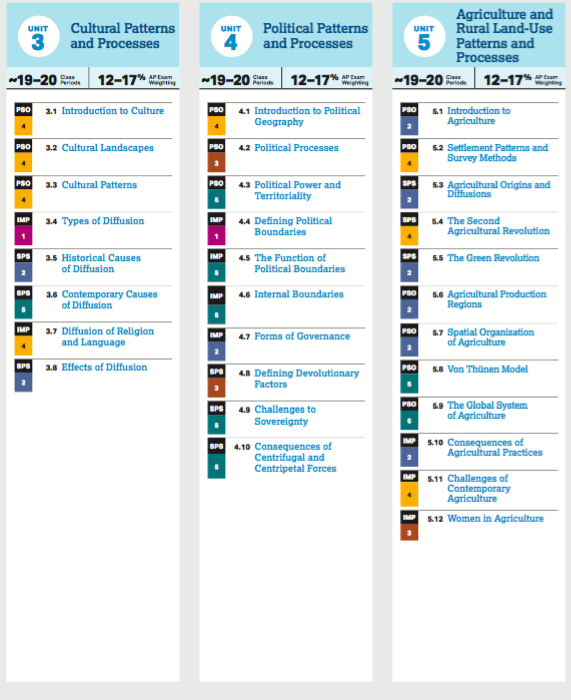 UNIT
3
Cultural Patterns
and Processes
~19–20 Class
Periods
12–17% AP Exam
Weighting
PSO
4
3.1 Introduction to Culture
PSO
4
3.2 Cultural Landscapes
PSO
4
3.3 Cultural Patterns
IMP
1
3.4 Types of Diffusion
SPS
2
3.5 Historical Causes
of Diffusion
SPS
5
3.6 Contemporary Causes
of Diffusion
IMP
4
3.7 Diffusion of Religion
and Language
SPS
2
3.8 Effects of Diffusion
UNIT
4
Political Patterns
and Processes
~19–20 Class
Periods
12–17% AP Exam
Weighting
PSO
4
4.1 Introduction to Political
Geography
PSO
3
4.2 Political Processes
PSO
5
4.3 Political Power and
Territoriality
IMP
1
4.4 Defining Political
Boundaries
IMP
5
4.5 The Function of
Political Boundaries
IMP
5
4.6 Internal Boundaries
IMP
2
4.7 Forms of Governance
SPS
3
4.8 Defining Devolutionary
Factors
SPS
5
4.9 Challenges to
Sovereignty
SPS
5
4.10 Consequences of
Centrifugal and
Centripetal Forces
UNIT
5
Agriculture and
Rural Land-Use
Patterns and
Processes
~19–20 Class
Periods
12–17% AP Exam
Weighting
PSO
2
5.1 Introduction to
Agriculture
PSO
4
5.2 Settlement Patterns and
Survey Methods
SPS
2
5.3 Agricultural Origins and
Diffusions
SPS
4
5.4 The Second
Agricultural Revolution
SPS
2
5.5 The Green Revolution
PSO
2
5.6 Agricultural Production
Regions
PSO
2
5.7 Spatial Organization
of Agriculture
PSO
5
5.8 Von Thünen Model
PSO
5
5.9 The Global System
of Agriculture
IMP
2
5.10 Consequences of
Agricultural Practices
IMP
4
5.11 Challenges of
Contemporary
Agriculture
IMP
3
5.12 Women in Agriculture